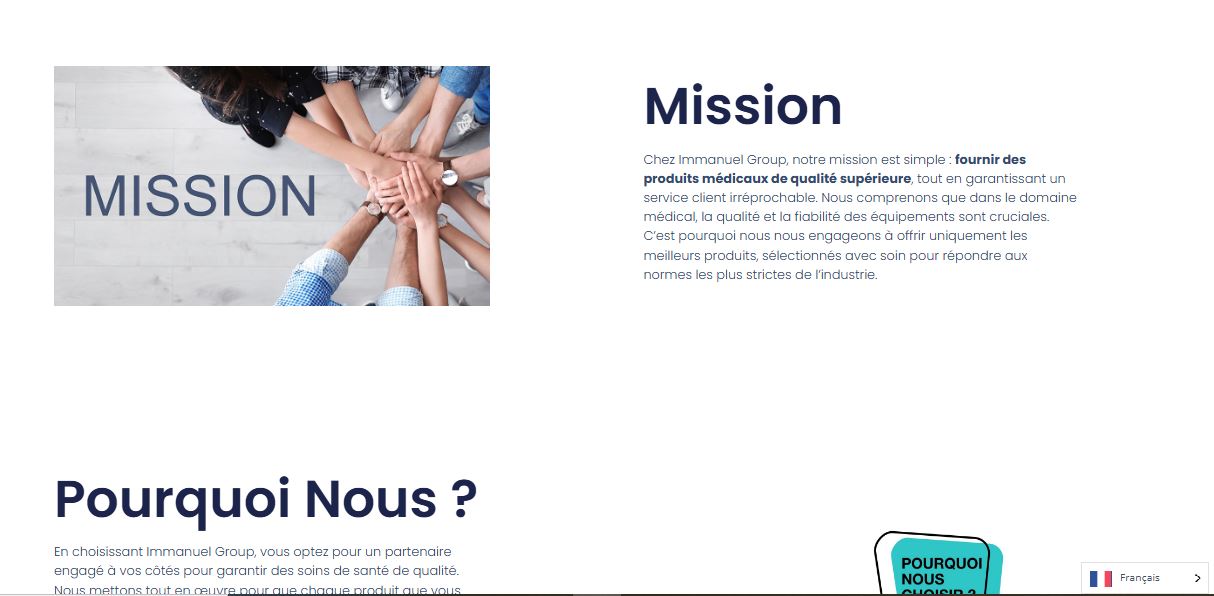 MISSION
Mission
Chez Immanuel Group, notre mission est simple : fournir des
produits médicaux de qualité supérieure, tout en garantissant un
service client irréprochable. Nous comprenons que dans le domaine
médical, la qualité et la fiabilité des équipements sont cruciales.
C’est pourquoi nous nous engageons à offrir uniquement les
meilleurs produits, sélectionnés avec soin pour répondre aux
normes les plus strictes de l’industrie.
Pourquoi Nous ?
En choisissant Immanuel Group, vous optez pour un partenaire
engagé à vos côtés pour garantir des soins de santé de qualité.
Nous mettons tout en œuvre pour que chaque produit que vous
POURQUOI
NOUS
CHOISIR ?
Français